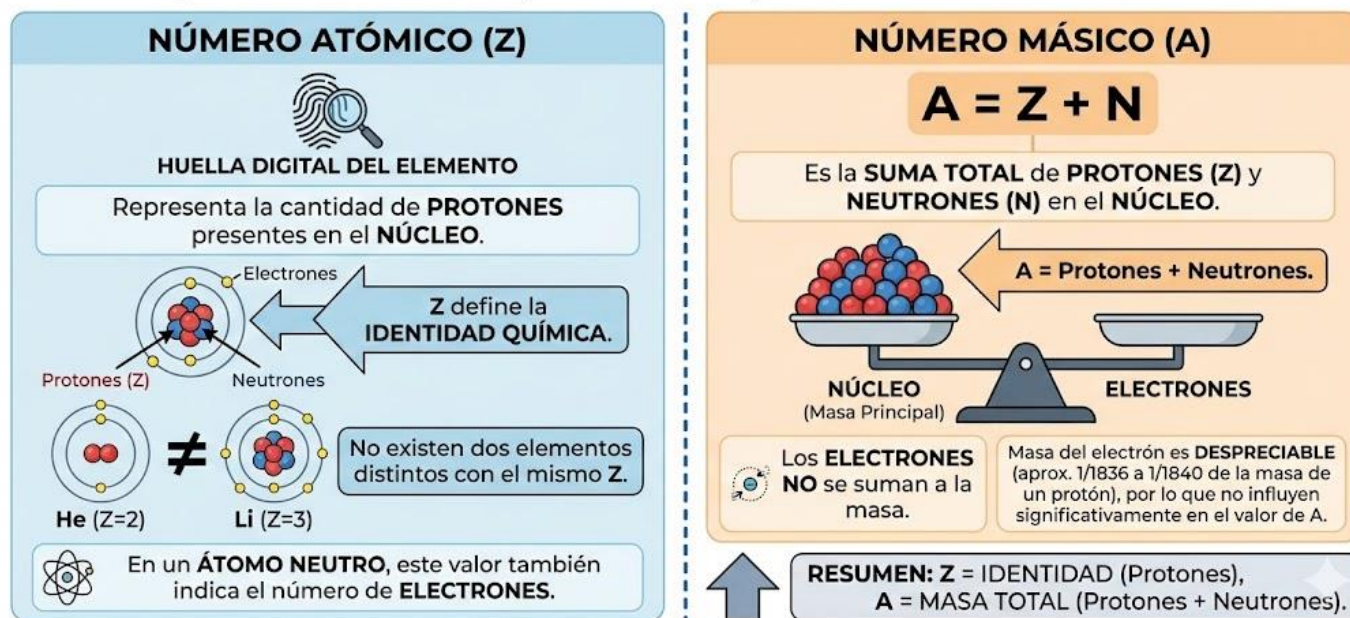 NÚMERO ATÓMICO (Z)
HUELLA DIGITAL DEL ELEMENTO
Representa la cantidad de PROTONES
presentes en el NÚCLEO.
Electrones
Z define la
IDENTIDAD QUÍMICA.
Protones (Z)
Neutrones
≠
No existen dos elementos
distintos con el mismo Z.
He (Z=2)
Li (Z=3)
En un ÁTOMO NEUTRO, este valor también
indica el número de ELECTRONES.
NÚMERO MÁSICO (A)
A = Z + N
Es la SUMA TOTAL de PROTONES (Z) y
NEUTRONES (N) en el NÚCLEO.
A = Protones + Neutrones.
NÚCLEO
(Masa Principal)
ELECTRONES
Los ELECTRONES
NO se suman a la
masa.
Masa del electrón es DESPRECIABLE
(aprox. 1/1836 a 1/1840 de la masa de
un protón), por lo que no influyen
significativamente en el valor de A.
RESUMEN: Z = IDENTIDAD (Protones),
A = MASA TOTAL (Protones + Neutrones).